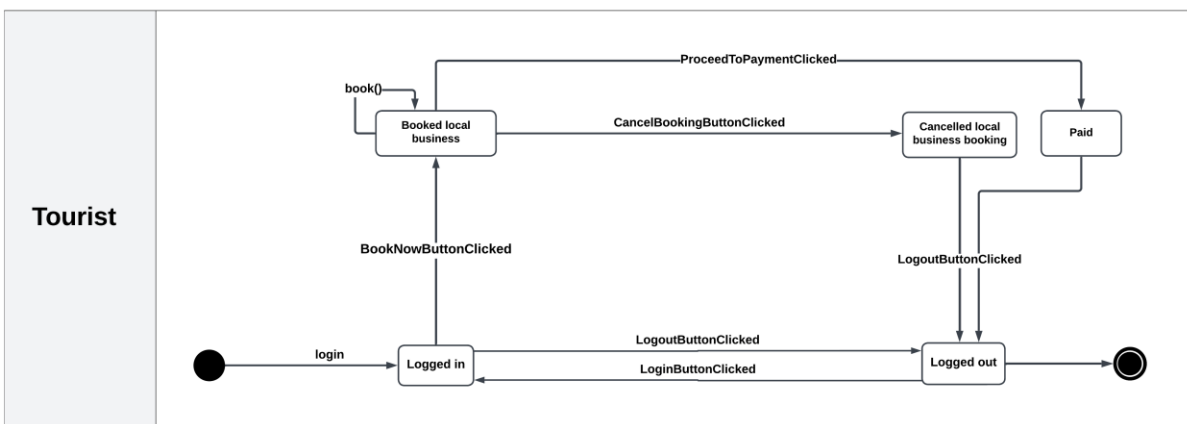 ProceedToPaymentClicked
book()
Booked local
business
CancelBookingButtonClicked
Cancelled local
business booking
Paid
Tourist
BookNowButtonClicked
LogoutButtonClicked
login
Logged in
LogoutButtonClicked
LoginButtonClicked
Logged out